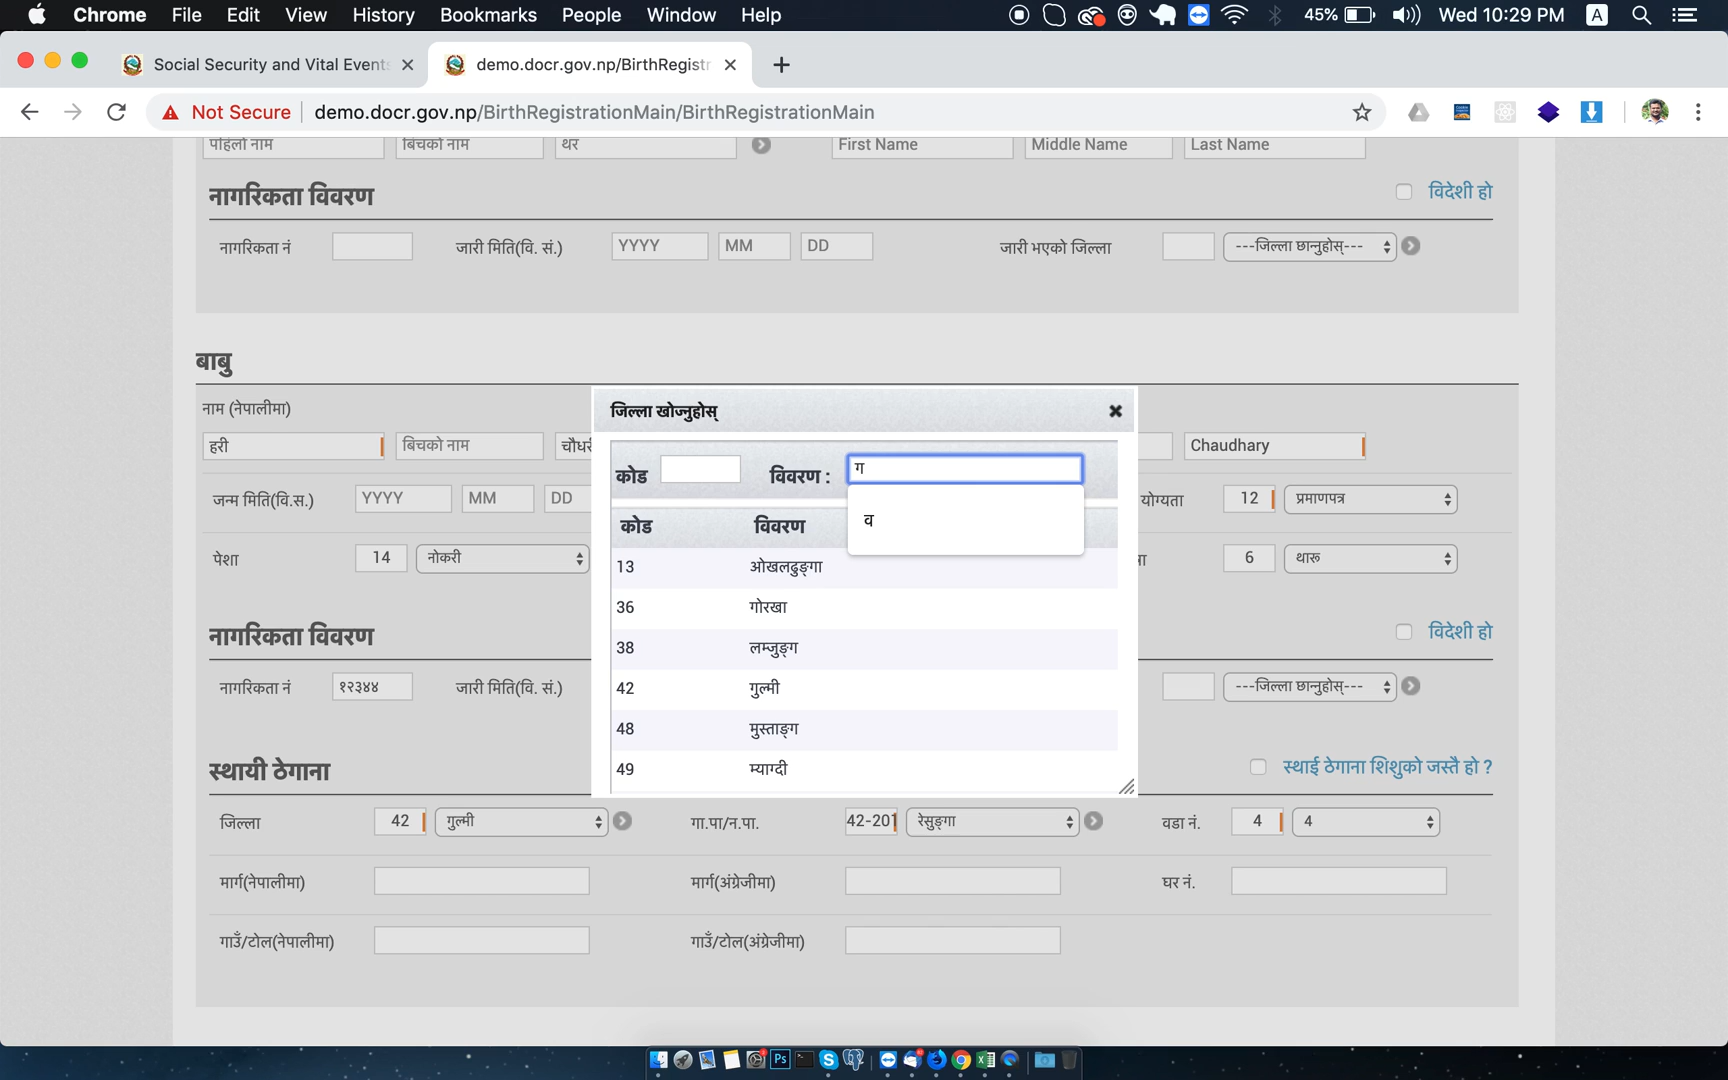 Chrome File Edit View History Bookmarks People Window Help 45% Wed 10:29 PM A
Social Security and Vital Events demo.docr.gov.np/BirthRegistr
Not Secure demo.docr.gov.np/BirthRegistrationMain/BirthRegistrationMain
पहिलो नाम बिचको नाम थर First Name Middle Name Last Name
नागरिकता विवरण विदेशी हो
नागरिकता नं जारी मिति(वि. सं.) YYYY MM DD जारी भएको जिल्ला ---जिल्ला छान्नुहोस्---
बाबु
नाम (नेपालीमा)
जिल्ला खोज्नुहोस्
हरी बिचको नाम चौधरी Chaudhary
कोड विवरण : ग
व
जन्म मिति(वि.स.) YYYY MM DD योग्यता 12 प्रमाणपत्र
कोड विवरण
पेशा 14 नोकरी 6 थारू
13 ओखलढुङ्गा
36 गोरखा
नागरिकता विवरण विदेशी हो
38 लम्जुङ्ग
42 गुल्मी
नागरिकता नं १२३४४ जारी मिति(वि. सं.) ---जिल्ला छान्नुहोस्---
48 मुस्ताङ्ग
49 म्याग्दी
स्थायी ठेगाना स्थाई ठेगाना शिशुको जस्तै हो ?
जिल्ला 42 गुल्मी गा.पा/न.पा. 42-201 रेसुङ्गा वडा नं. 4 4
मार्ग(नेपालीमा) मार्ग(अंग्रेजीमा) घर नं.
गाउँ/टोल(नेपालीमा) गाउँ/टोल(अंग्रेजीमा)